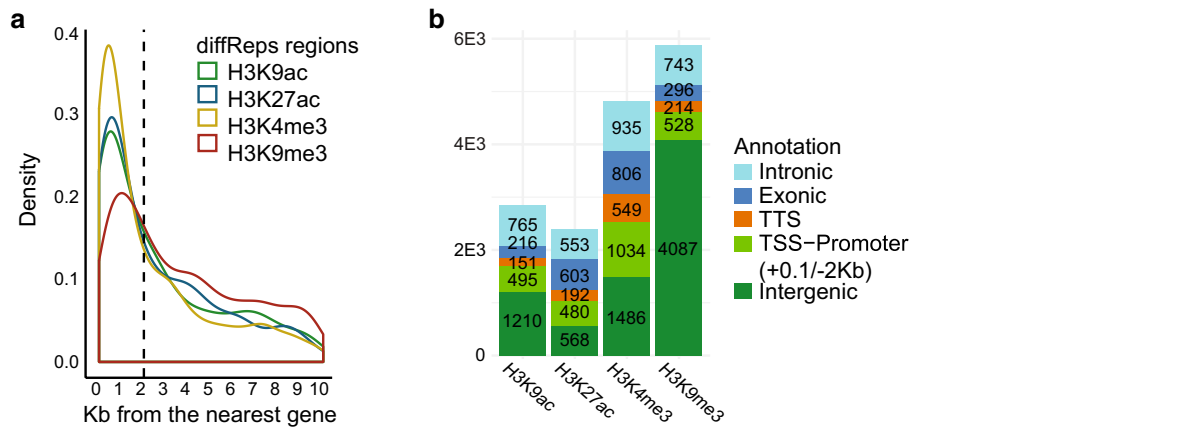 a
0.4
0.3
0.2
0.1
0.0
Density
diffReps regions
H3K9ac
H3K27ac
H3K4me3
H3K9me3
0 1 2 3 4 5 6 7 8 9 10
Kb from the nearest gene
b
6E3
4E3
2E3
0
765
216
151
495
1210
553
603
192
480
568
935
806
549
1034
1486
743
296
214
528
4087
H3K9ac
H3K27ac
H3K4me3
H3K9me3
Annotation
Intronic
Exonic
TTS
TSS−Promoter
(+0.1/-2Kb)
Intergenic